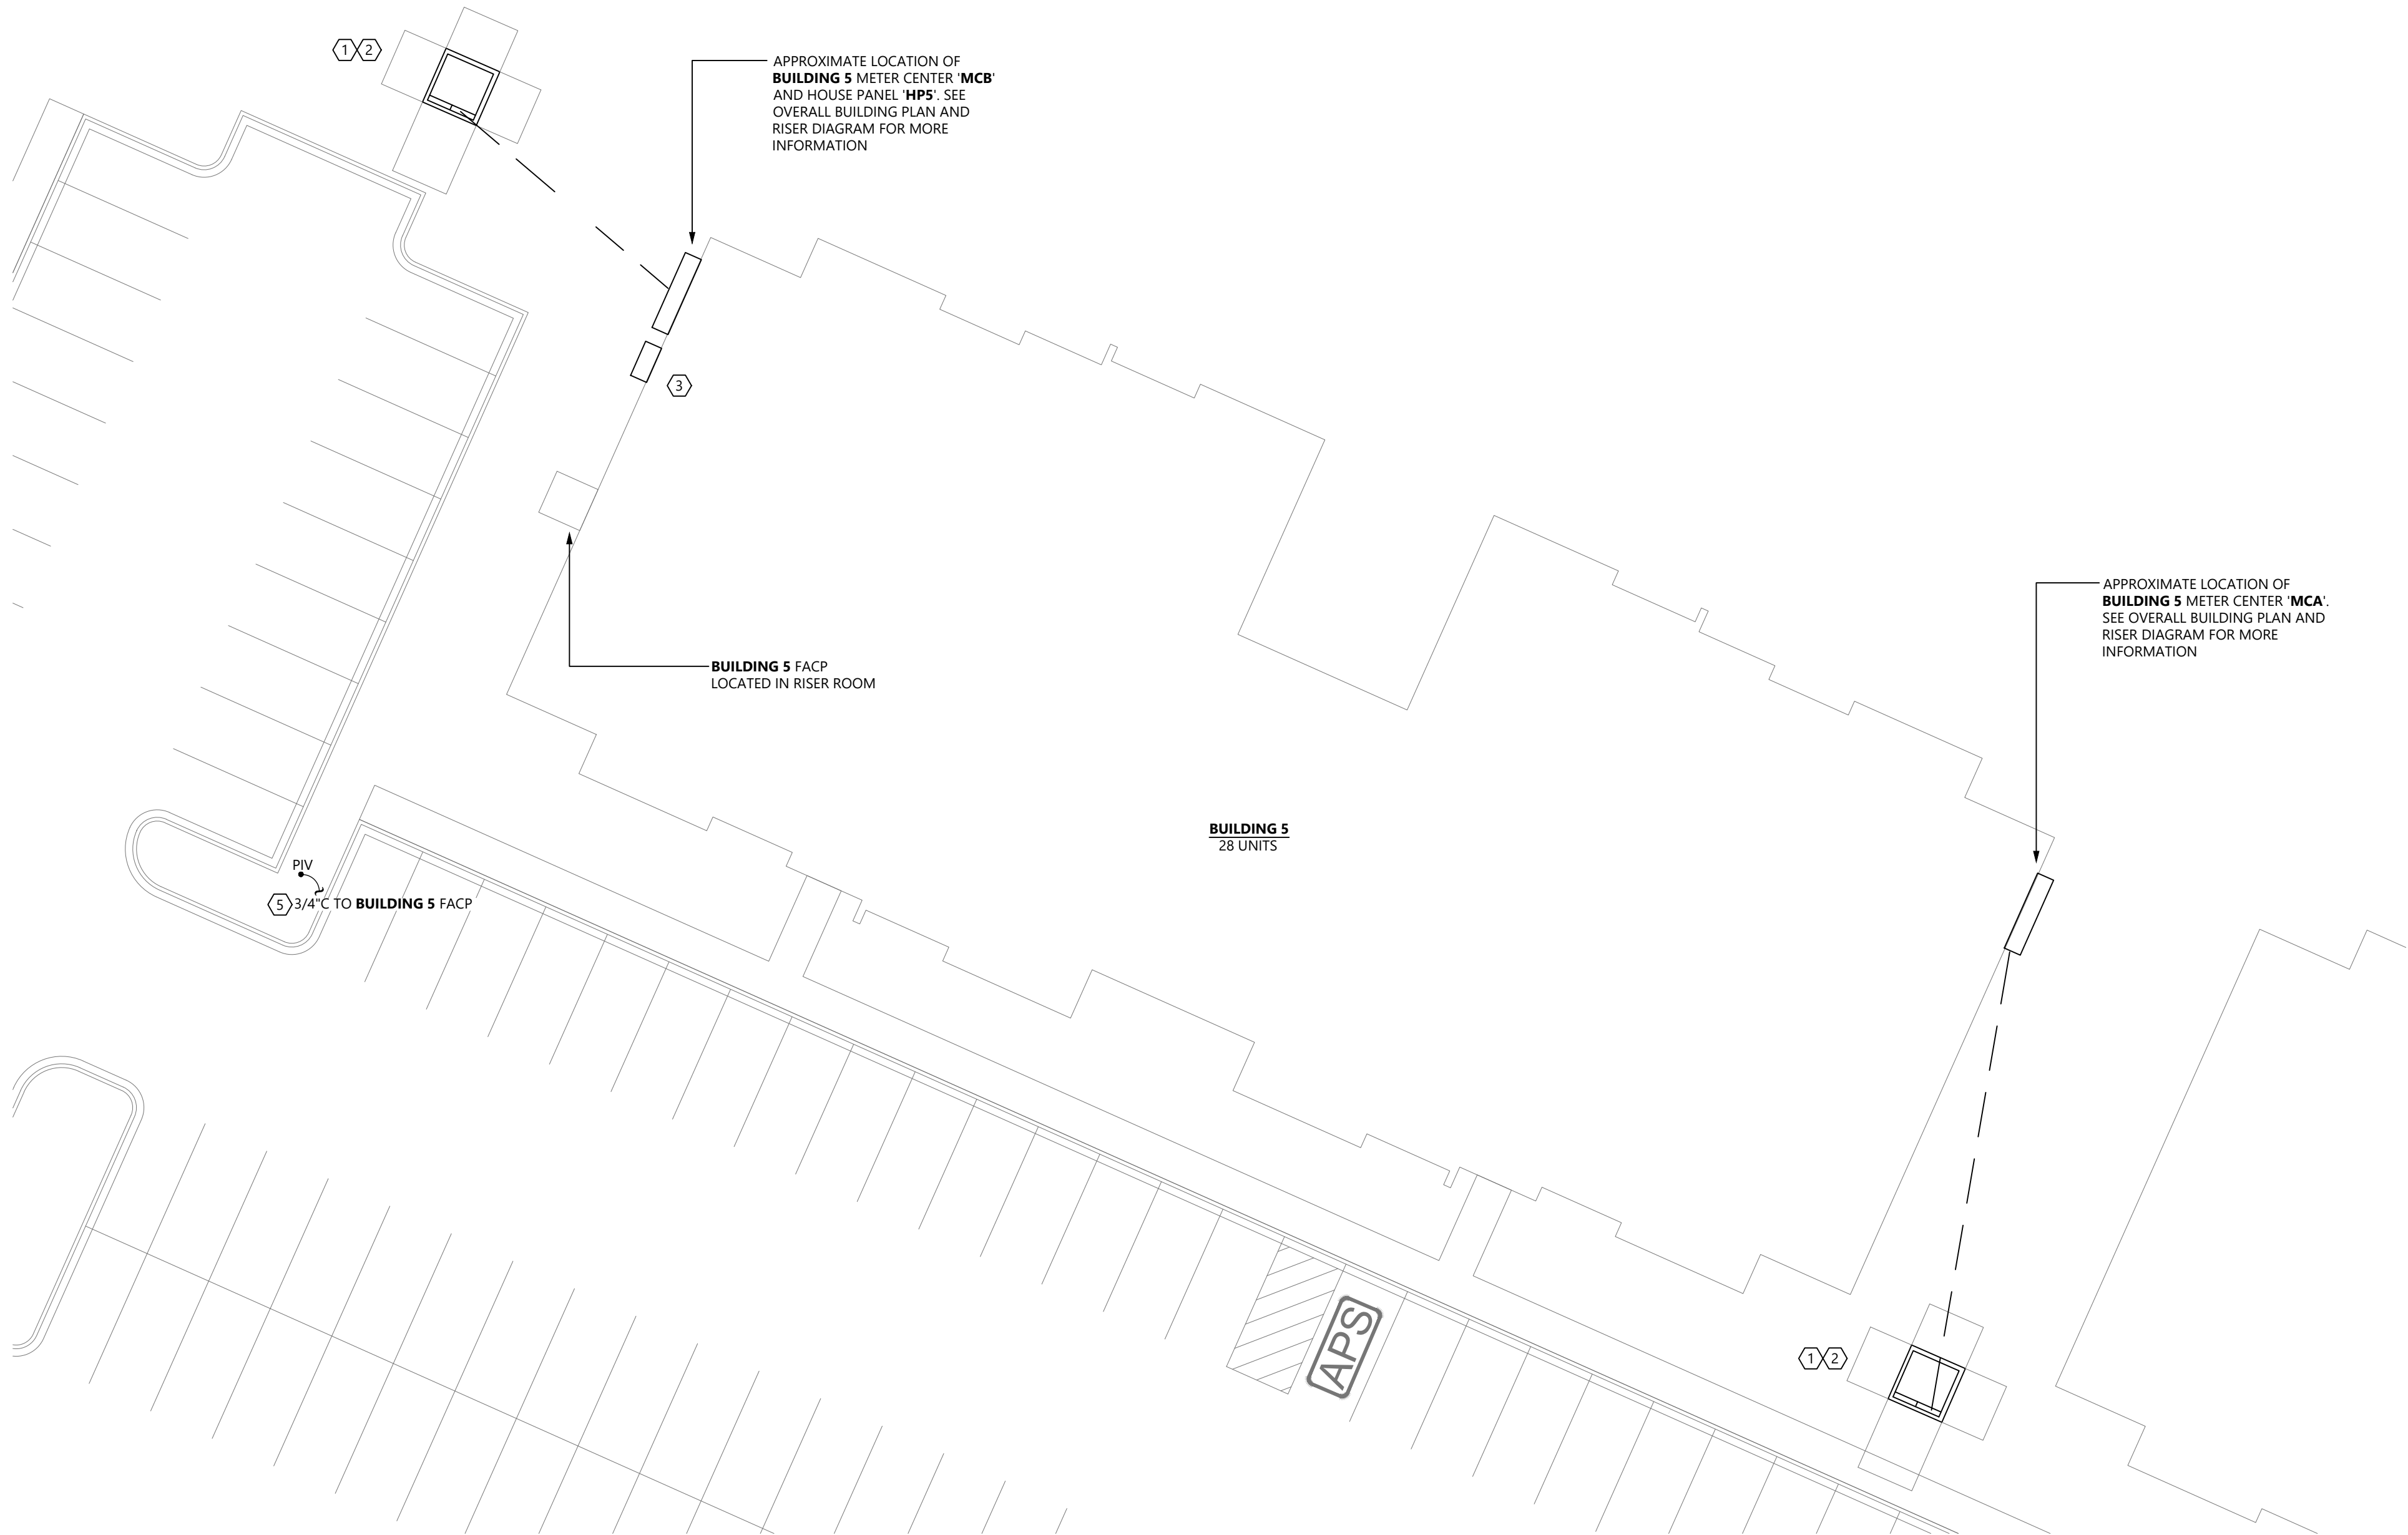 1 2
APPROXIMATE LOCATION OF
BUILDING 5 METER CENTER 'MCB'
AND HOUSE PANEL 'HP5'. SEE
OVERALL BUILDING PLAN AND
RISER DIAGRAM FOR MORE
INFORMATION
3
APPROXIMATE LOCATION OF
BUILDING 5 METER CENTER 'MCA'.
SEE OVERALL BUILDING PLAN AND
RISER DIAGRAM FOR MORE
INFORMATION
BUILDING 5 FACP
LOCATED IN RISER ROOM
BUILDING 5
28 UNITS
PIV
5 3/4"C TO BUILDING 5 FACP
APS
1 2